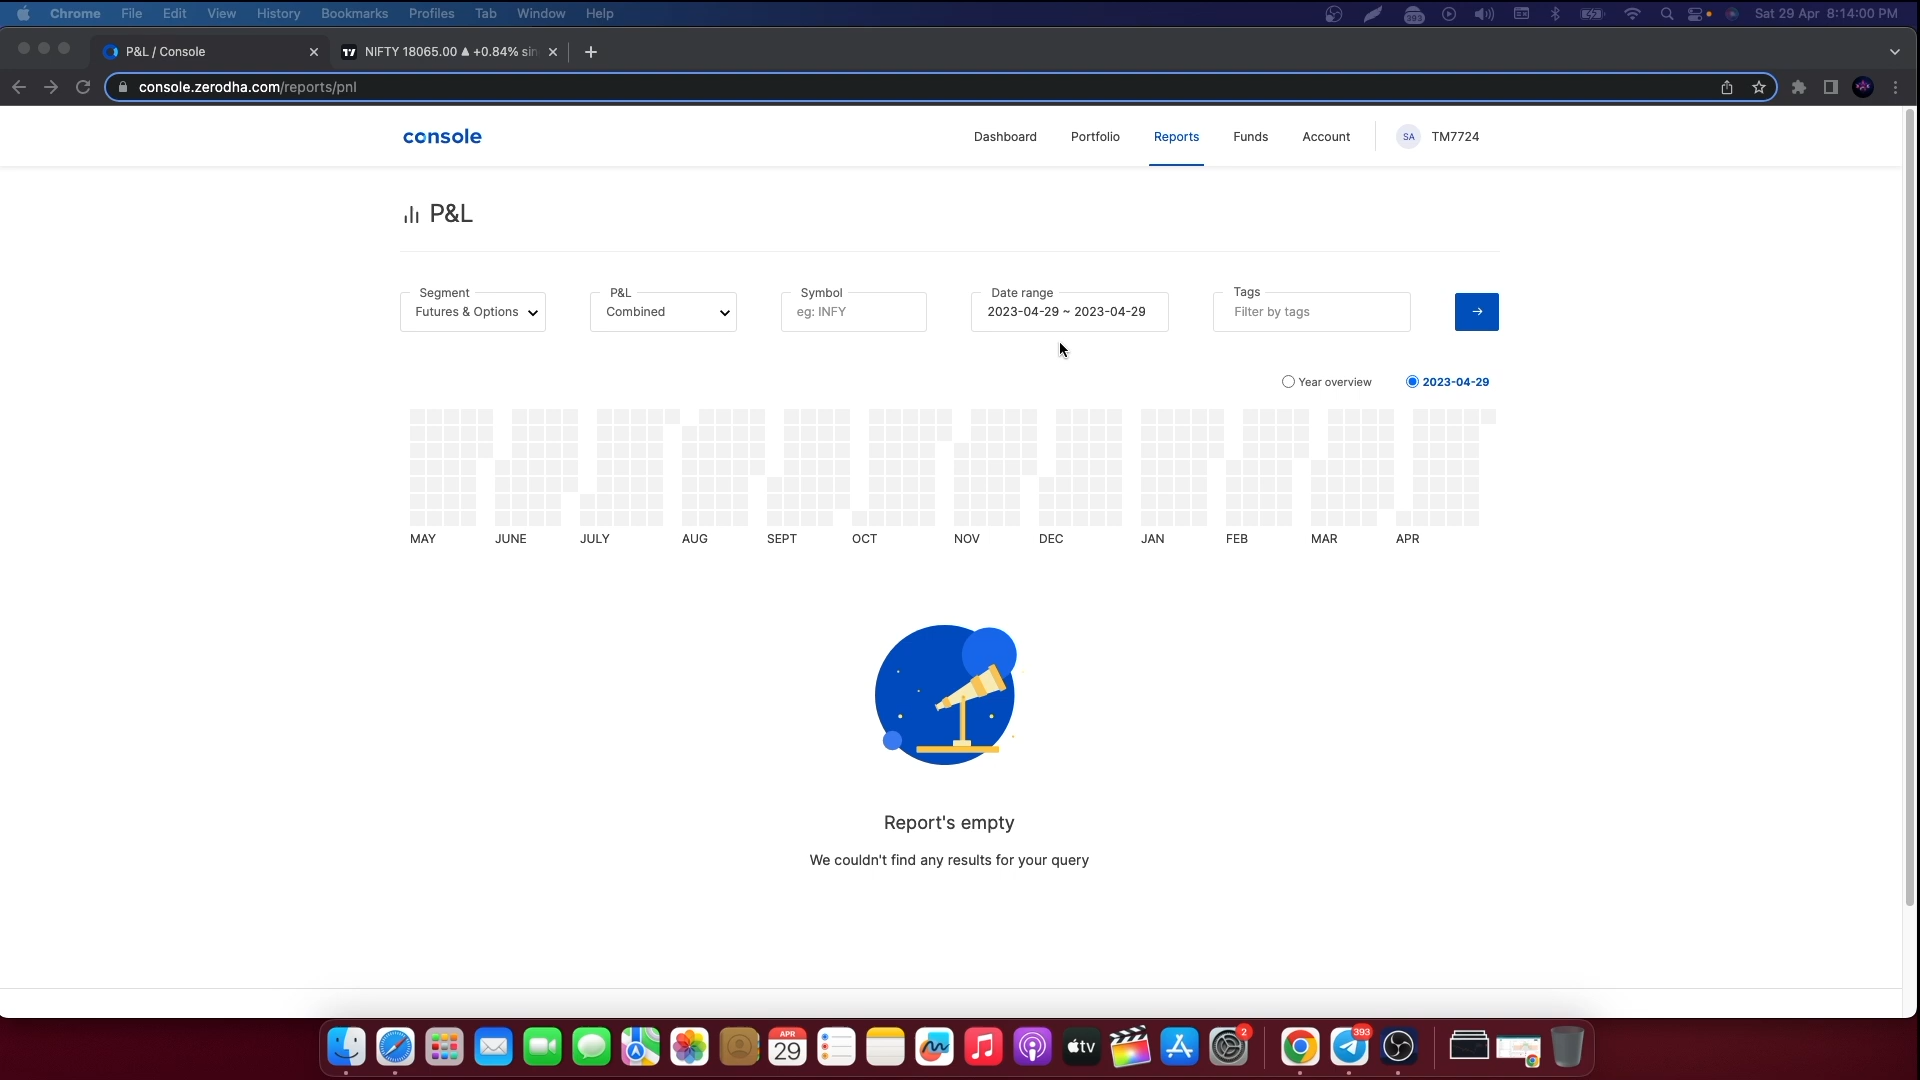 Chrome File Edit View History Bookmarks Profiles Tab Window Help 393 Sat 29 Apr 8:14:00 PM
P&L / Console NIFTY 18065.00 ▲ +0.84% sin
console.zerodha.com/reports/pnl
console Dashboard Portfolio Reports Funds Account SA TM7724
P&L
Segment P&L Symbol Date range Tags
Futures & Options Combined eg: INFY 2023-04-29 ~ 2023-04-29 Filter by tags →
Year overview 2023-04-29
MAY JUNE JULY AUG SEPT OCT NOV DEC JAN FEB MAR APR
Report's empty
We couldn't find any results for your query
APR 29 tv 2 393